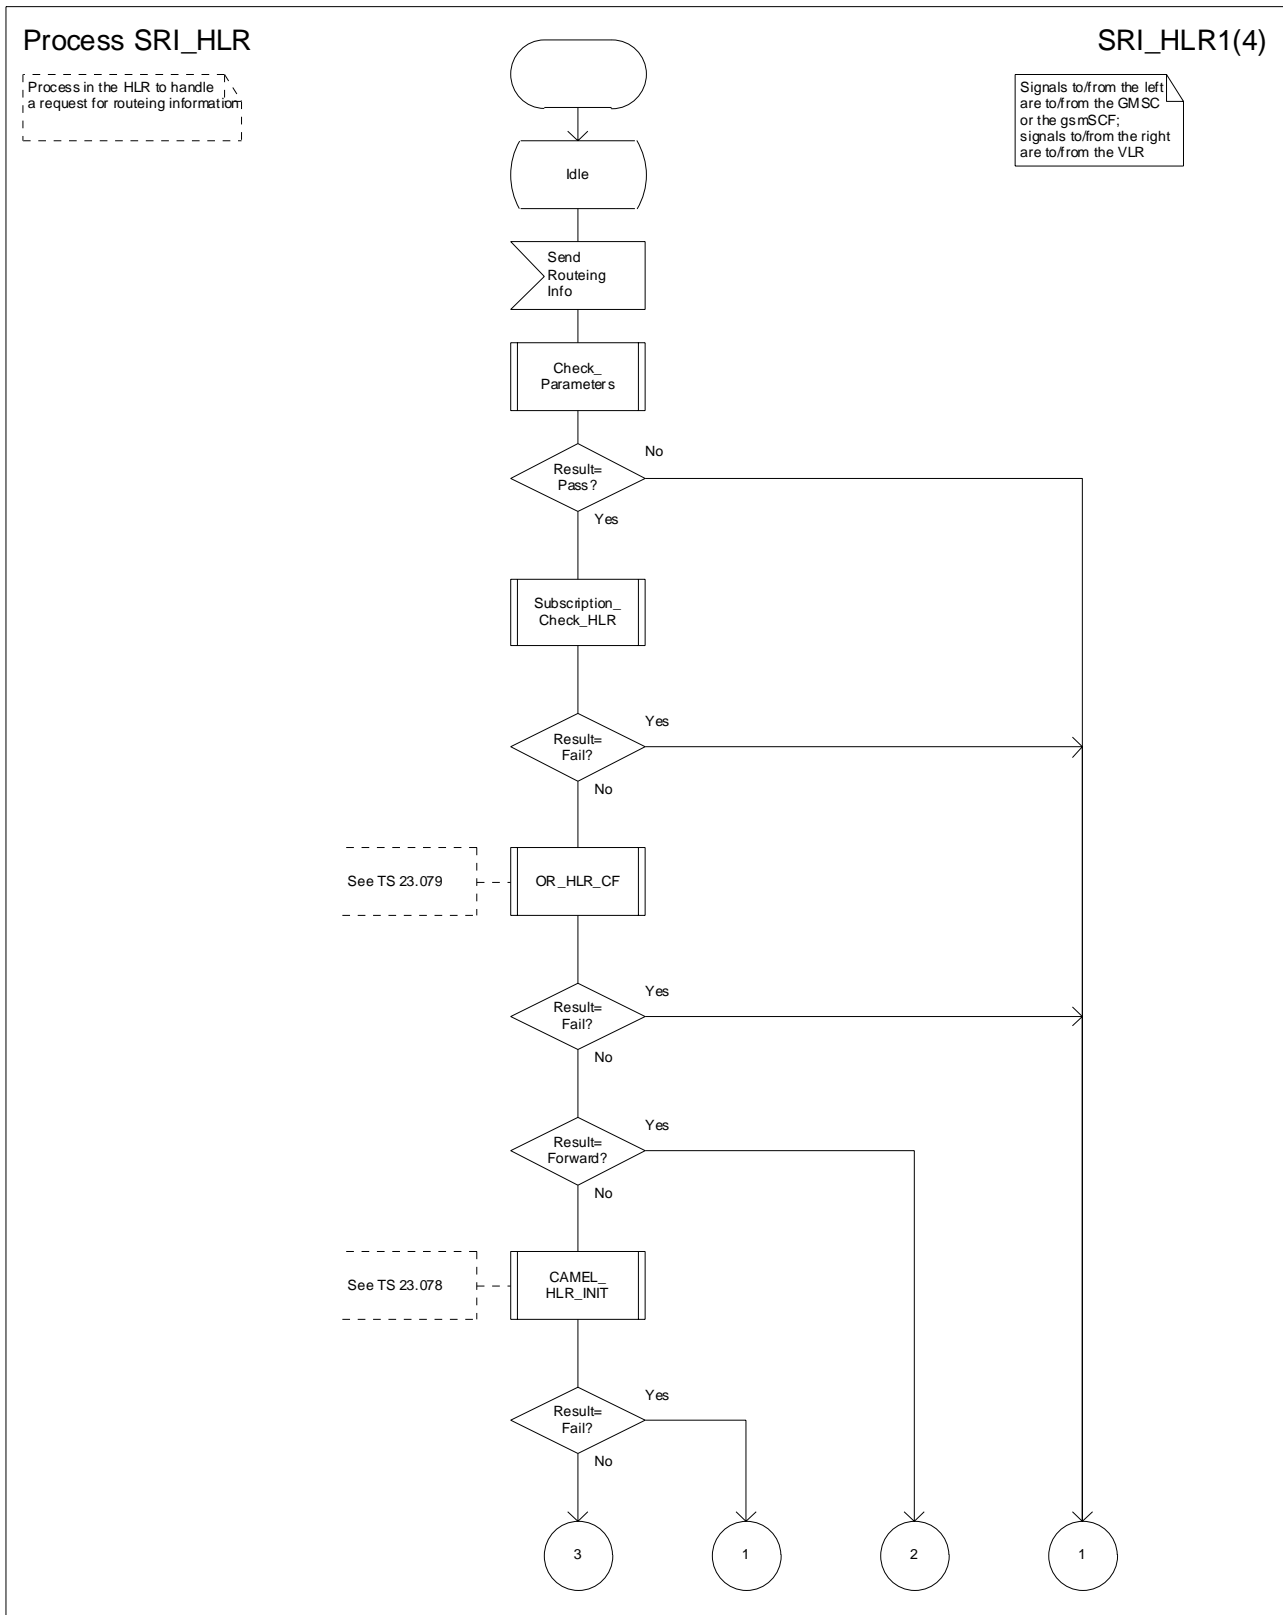 Process SRI_HLR
SRI_HLR1(4)
Process in the HLR to handle
a request for routeing information
Signals to/from the left
are to/from the GMSC
or the gsmSCF;
signals to/from the right
are to/from the VLR
Idle
Send
Routeing
Info
Check_
Parameters
No
Result=
Pass?
Yes
Subscription_
Check_HLR
Yes
Result=
Fail?
No
See TS 23.079
OR_HLR_CF
Yes
Result=
Fail?
No
Yes
Result=
Forward?
No
See TS 23.078
CAMEL_
HLR_INIT
Yes
Result=
Fail?
No
3
1
2
1